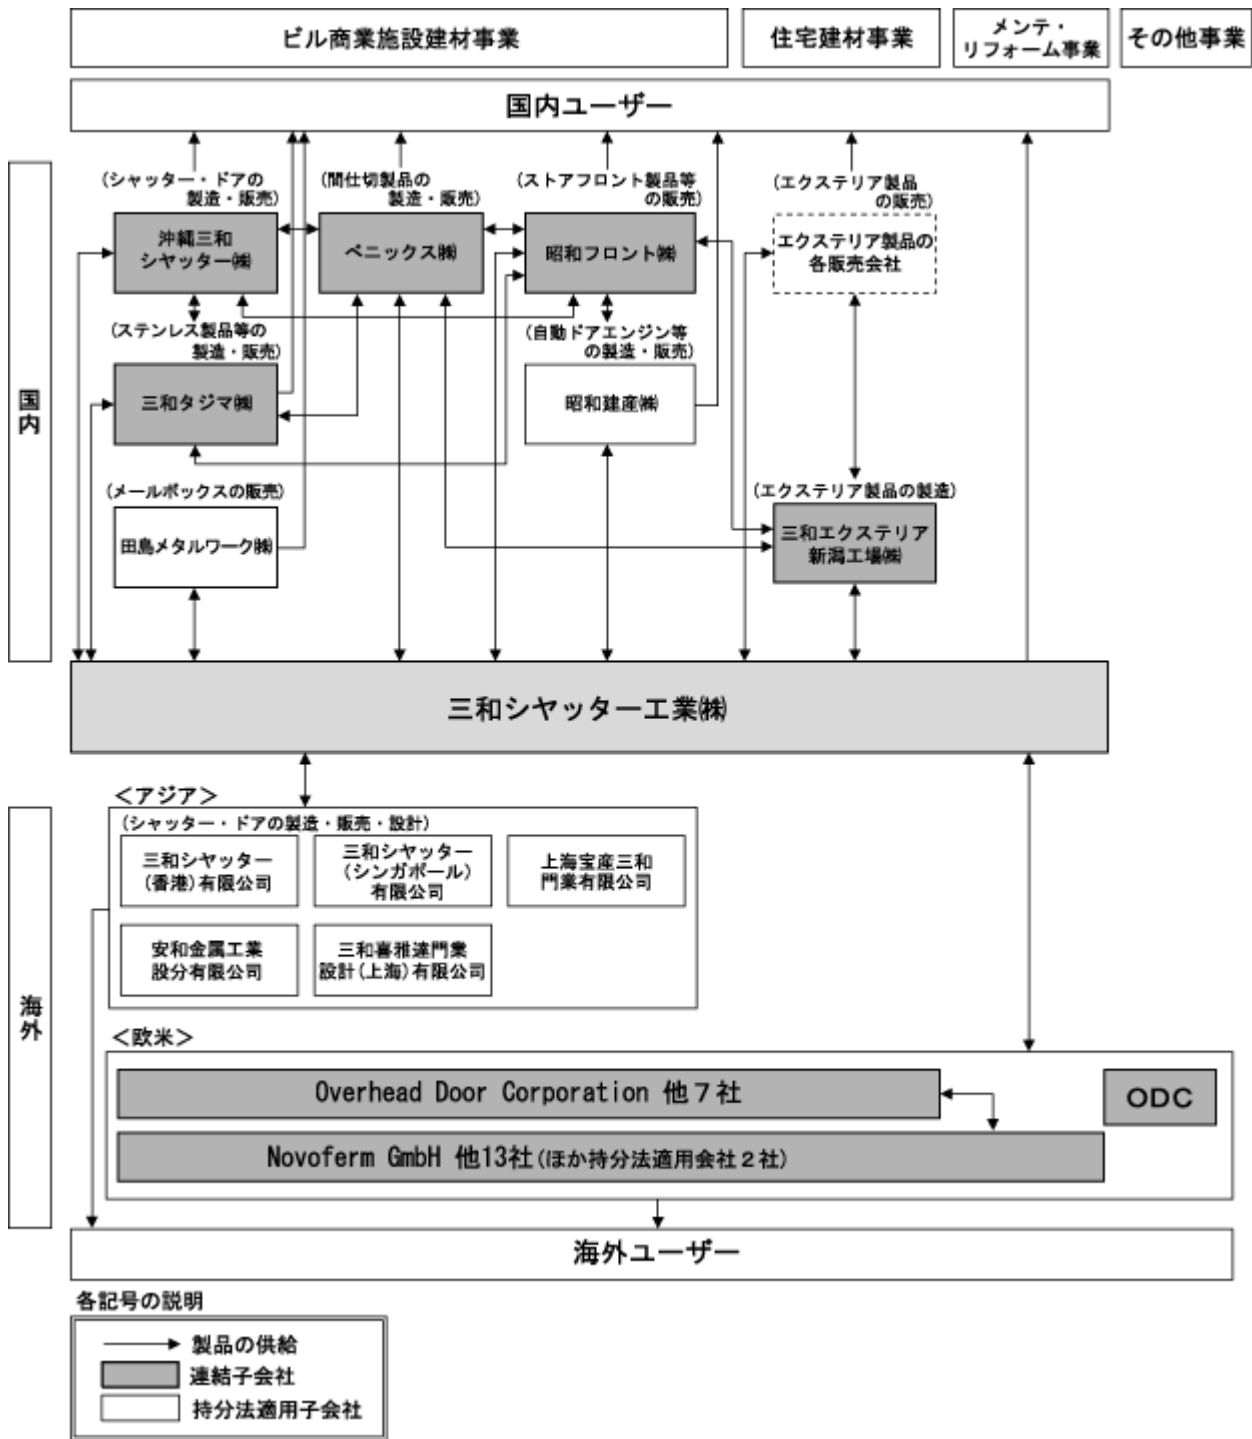 ビル商業施設建材事業
住宅建材事業
メンテ・
リフォーム事業
その他事業
国内ユーザー
国内
(シャッター・ドアの
製造・販売)
(間仕切製品の
製造・販売)
(ストアフロント製品等
の販売)
(エクステリア製品
の販売)
沖縄三和
シヤッター㈱
ベニックス㈱
昭和フロント㈱
エクステリア製品の
各販売会社
(ステンレス製品等の
製造・販売)
(自動ドアエンジン等
の製造・販売)
三和タジマ㈱
昭和建産㈱
(メールボックスの販売)
(エクステリア製品の製造)
田島メタルワーク㈱
三和エクステリア
新潟工場㈱
三和シヤッター工業㈱
海外
＜アジア＞
(シャッター・ドアの製造・販売・設計)
三和シヤッター
(香港)有限公司
三和シヤッター
(シンガポール)
有限公司
上海宝産三和
門業有限公司
安和金属工業
股分有限公司
三和喜雅達門業
設計(上海)有限公司
＜欧米＞
Overhead Door Corporation 他７社
ODC
Novoferm GmbH 他13社(ほか持分法適用会社２社)
海外ユーザー
各記号の説明
製品の供給
連結子会社
持分法適用子会社